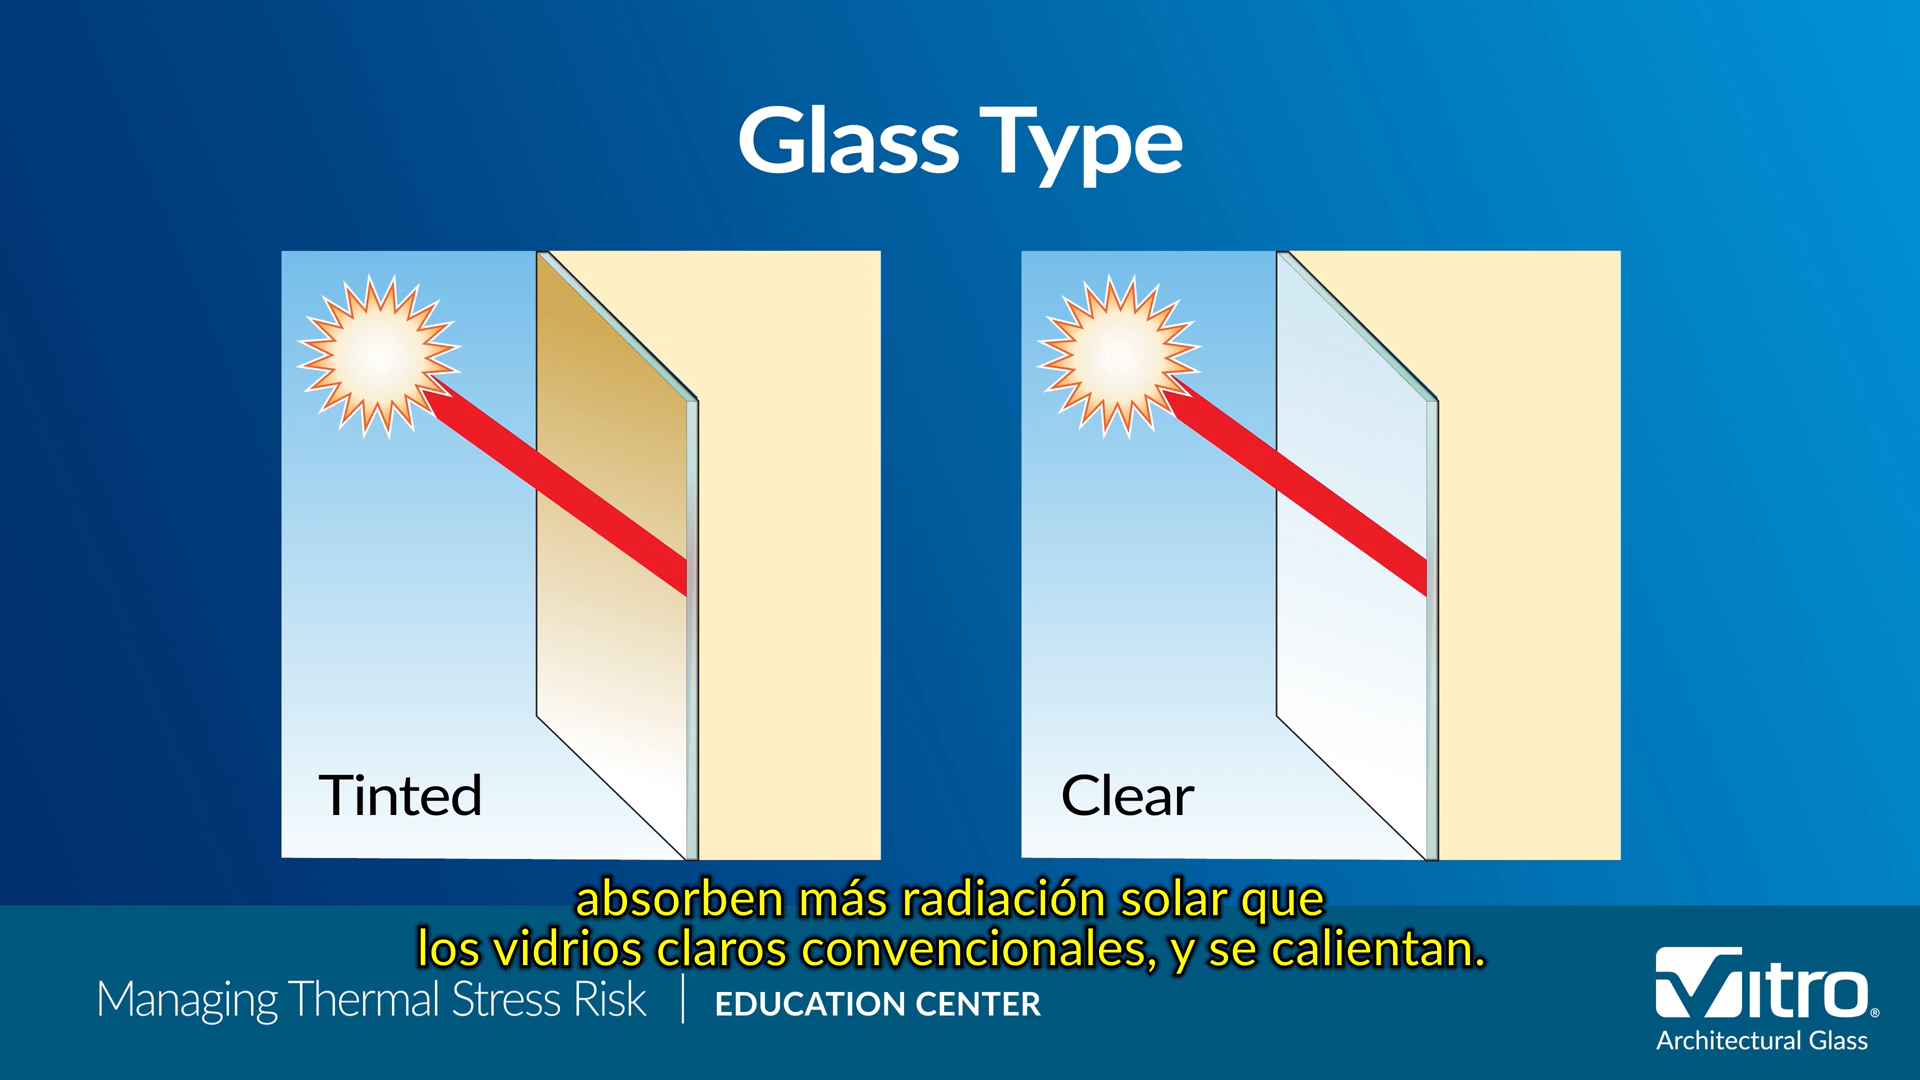 Glass Type
Tinted
Clear
absorben más radiación solar que
los vidrios claros convencionales, y se calientan.
Managing Thermal Stress Risk | EDUCATION CENTER
Vitro®
Architectural Glass